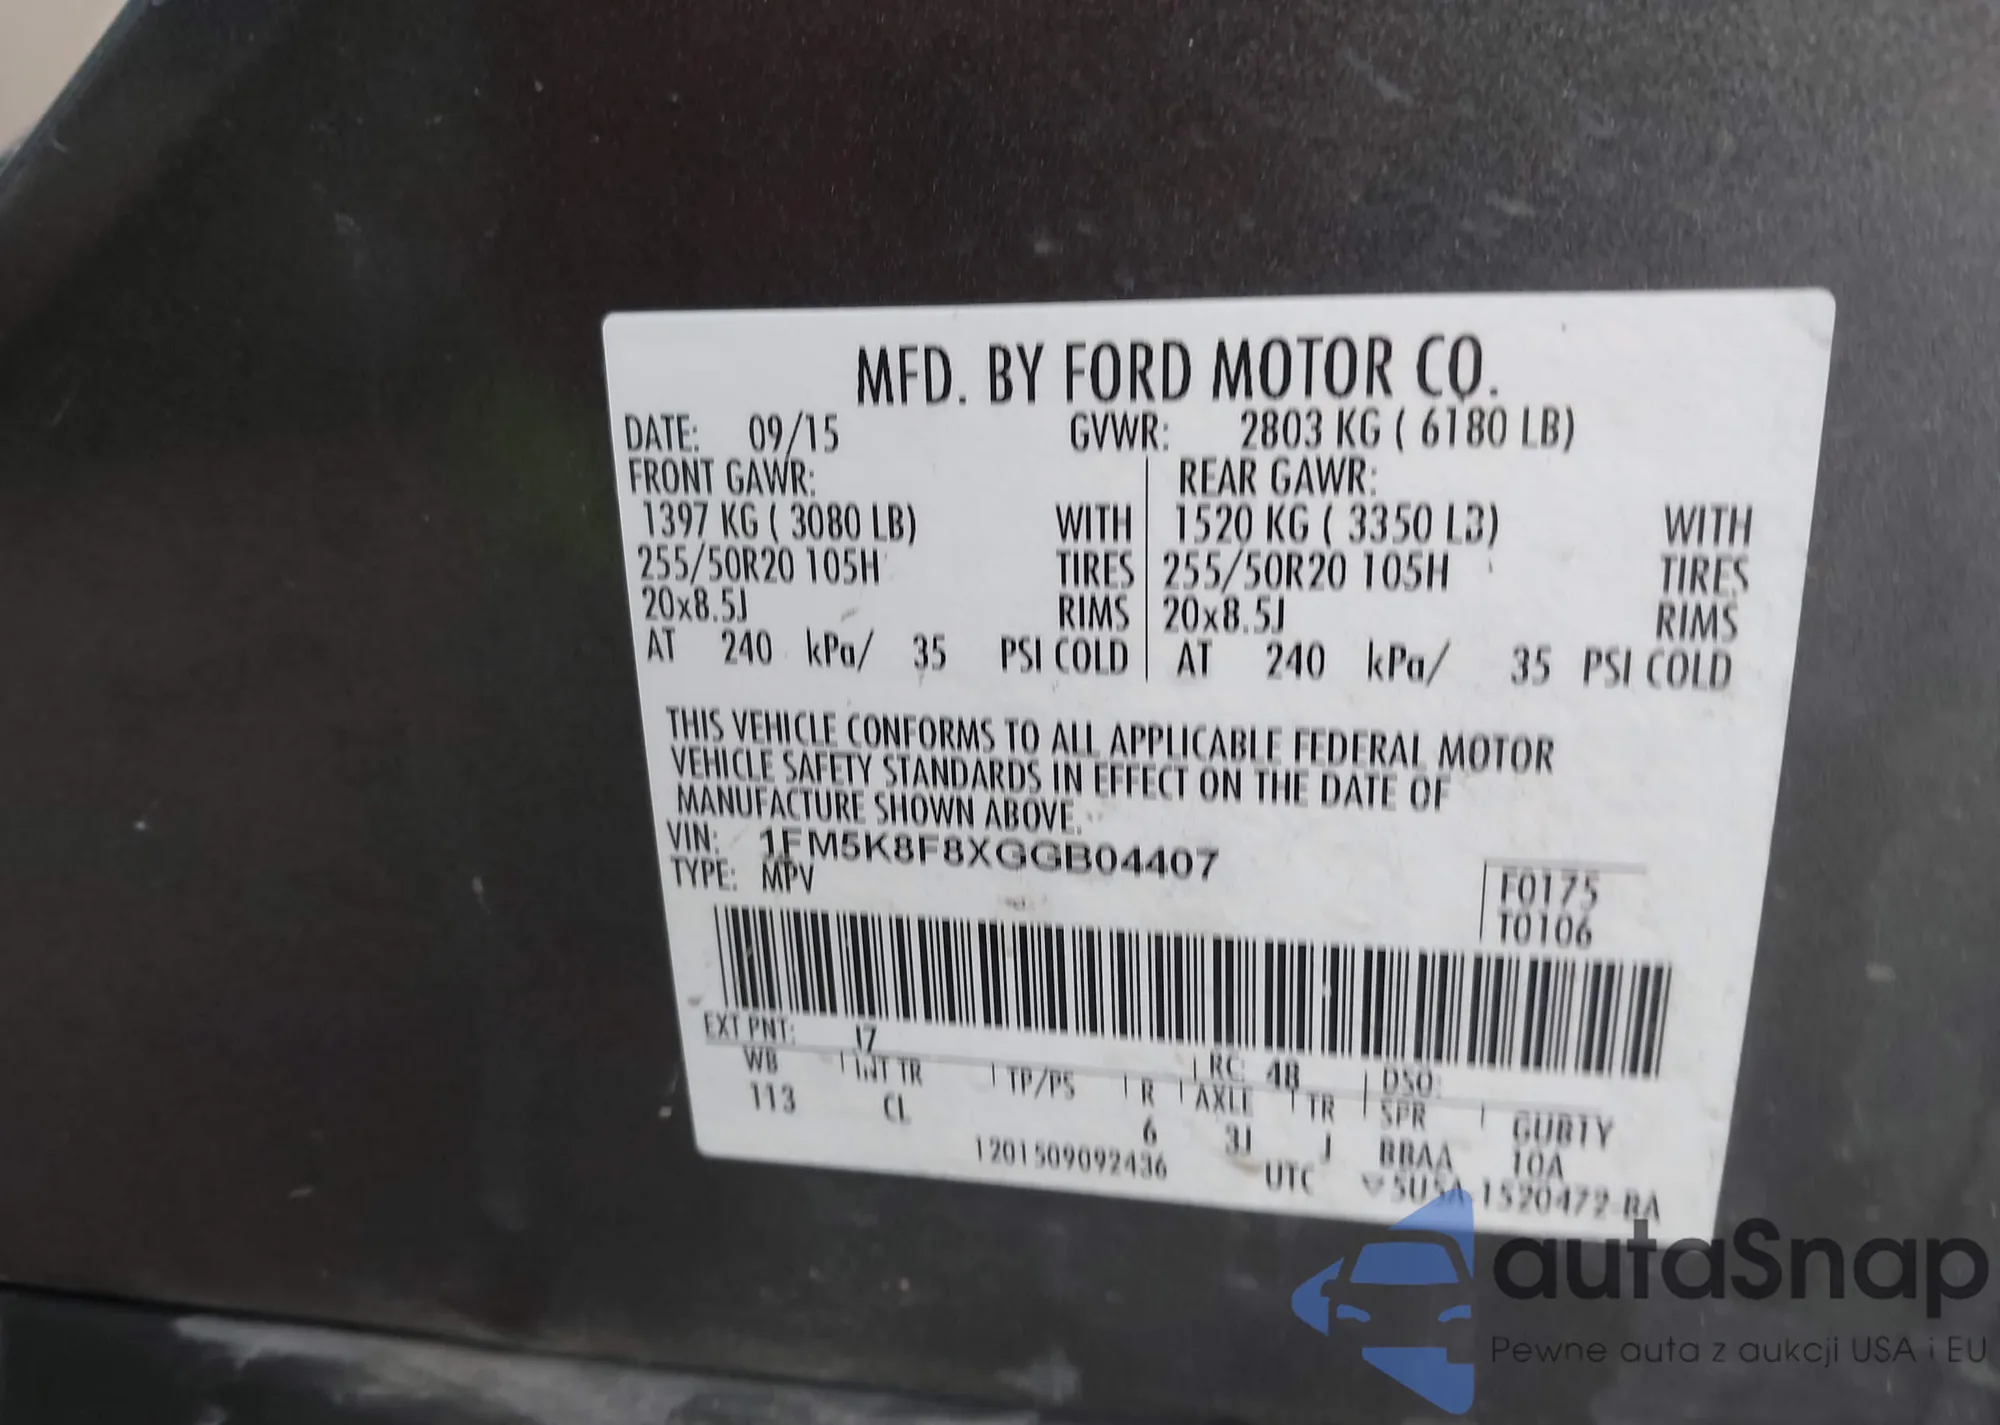 MFD. BY FORD MOTOR CO.
DATE: 09/15 GVWR: 2803 KG ( 6180 LB)
FRONT GAWR: REAR GAWR:
1397 KG ( 3080 LB) WITH 1520 KG ( 3350 LB) WITH
255/50R20 105H TIRES 255/50R20 105H TIRES
20x8.5J RIMS 20x8.5J RIMS
AT 240 kPa/ 35 PSI COLD AT 240 kPa/ 35 PSI COLD
THIS VEHICLE CONFORMS TO ALL APPLICABLE FEDERAL MOTOR
VEHICLE SAFETY STANDARDS IN EFFECT ON THE DATE OF
MANUFACTURE SHOWN ABOVE.
VIN: 1FM5K8F8XGGB04407
TYPE: MPV
F0175
T0106
EXT PNT: I7 RC: 48 DSO:
WB INT TR TP/PS R AXLE TR SPR GUBTY
113 CL 6 3J J BBAA 10A
1201509092436 UTC ▽5USA 1520472-BA
autaSnap
Pewne auta z aukcji USA i EU